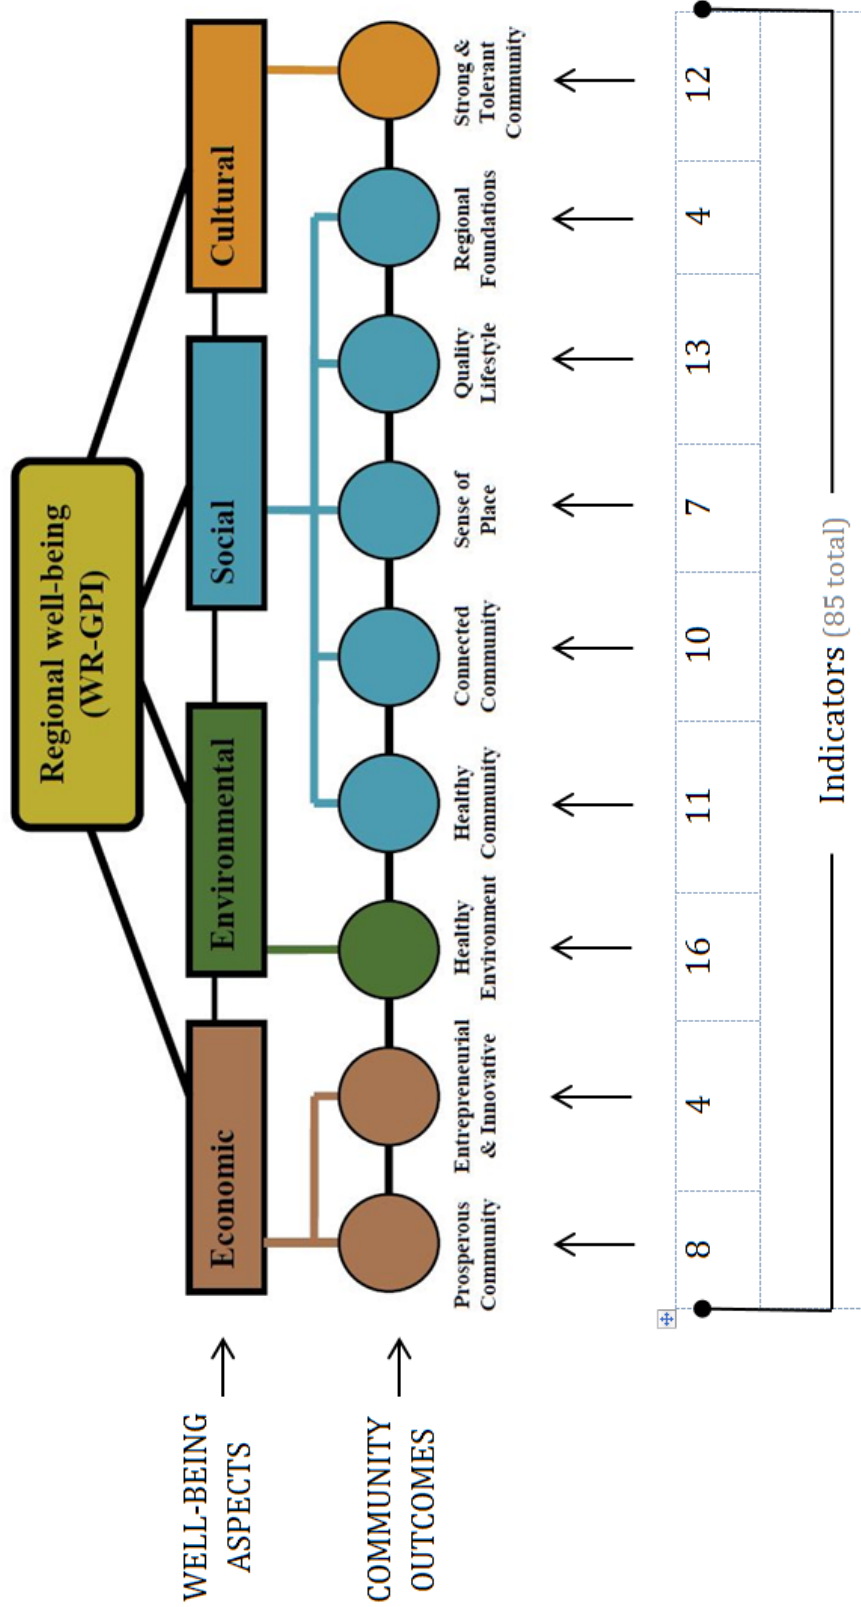 Regional well-being
(WR-GPI)
WELL-BEING
ASPECTS
Economic
Environmental
Social
Cultural
COMMUNITY
OUTCOMES
Prosperous
Community
Entrepreneurial
& Innovative
Healthy
Environment
Healthy
Community
Connected
Community
Sense of
Place
Quality
Lifestyle
Regional
Foundations
Strong &
Tolerant
Community
8
4
16
11
10
7
13
4
12
Indicators (85 total)